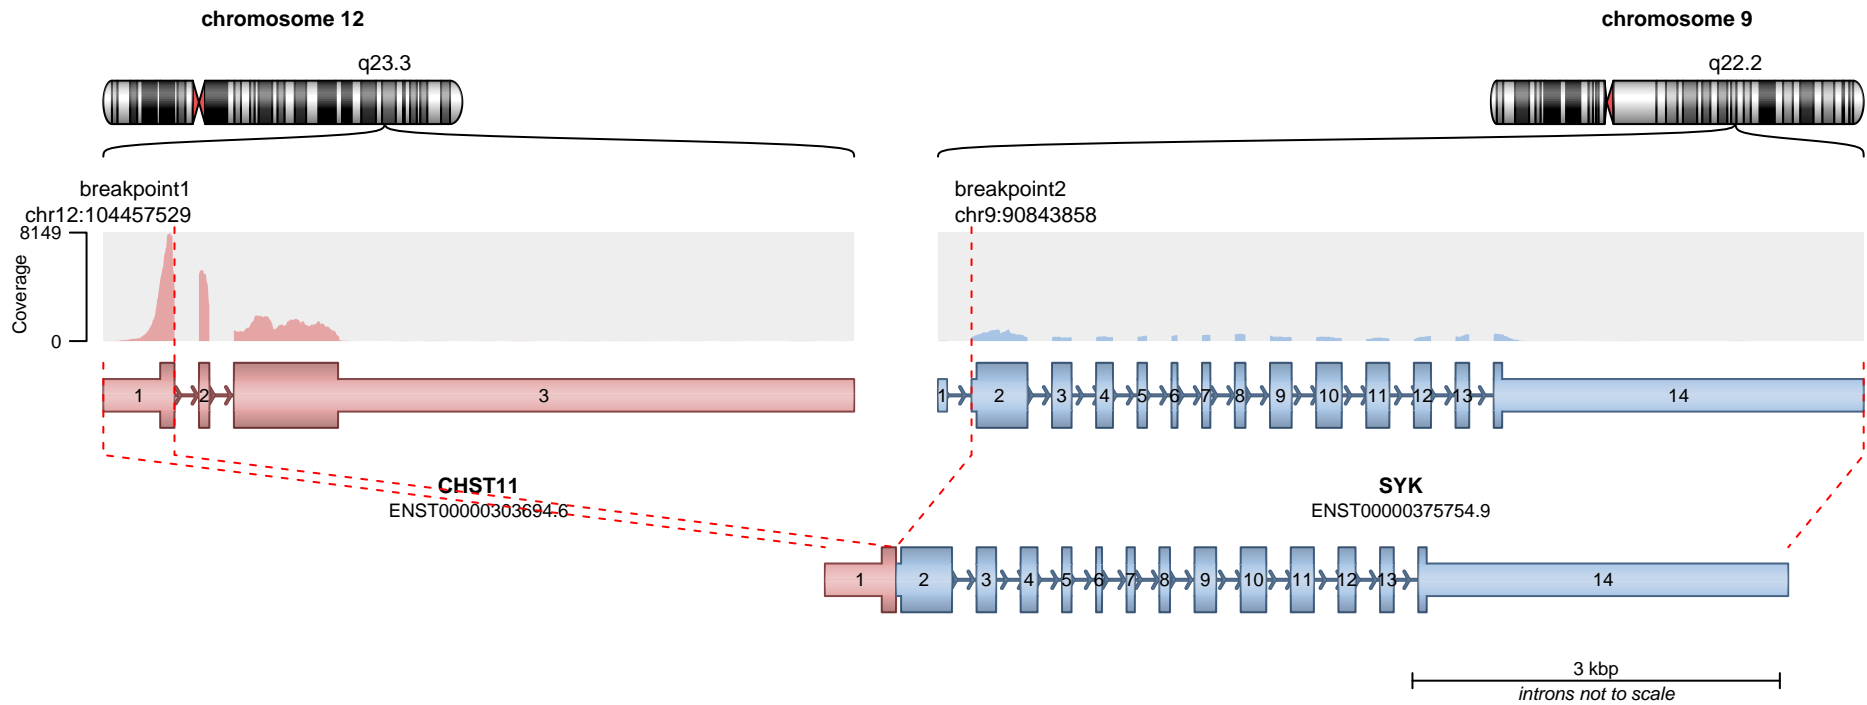 chromosome 12
chromosome 9
q23.3
q22.2
breakpoint1
chr12:104457529
breakpoint2
chr9:90843858
8149
Coverage
0
1 2 3
1 2 3 4 5 6 7 8 9 10 11 12 13 14
CHST11
ENST00000303694.6
SYK
ENST00000375754.9
1 2 3 4 5 6 7 8 9 10 11 12 13 14
3 kbp
introns not to scale